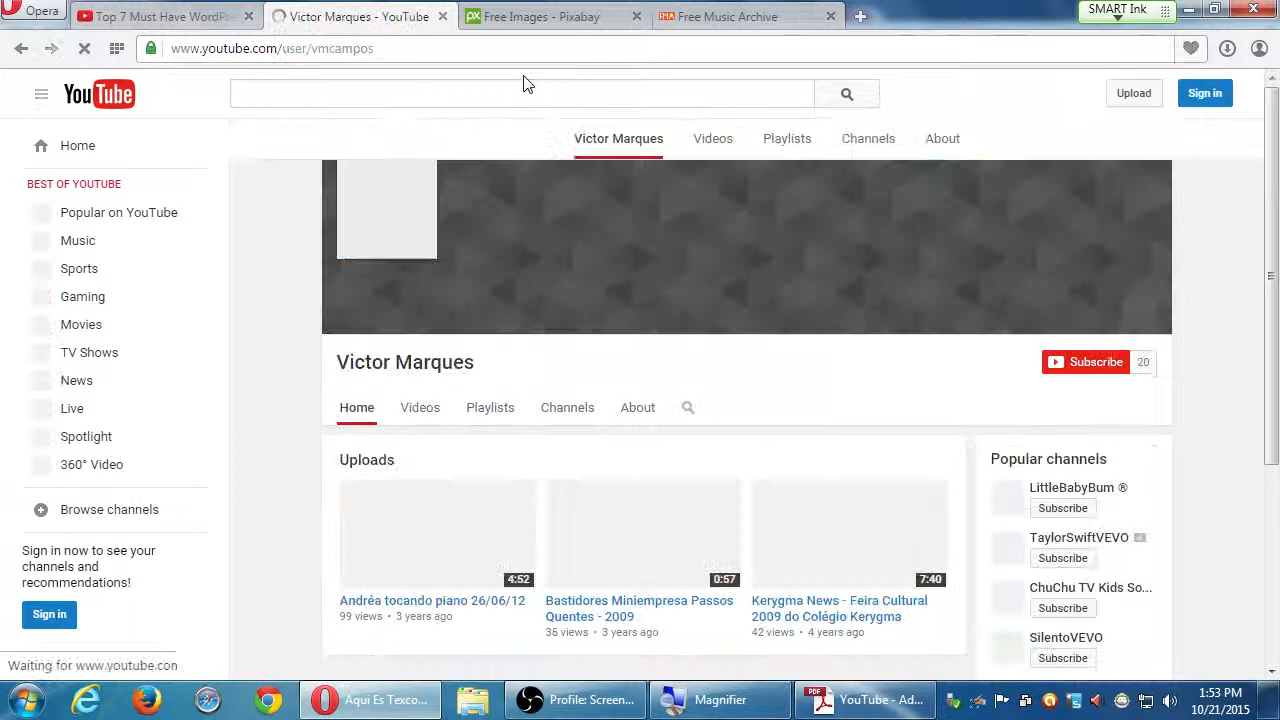 Opera
Top 7 Must Have WordPr
Victor Marques - YouTube
Free Images - Pixabay
Free Music Archive
SMART Ink
www.youtube.com/user/vmcampos
YouTube
Upload
Sign in
Victor Marques
Videos
Playlists
Channels
About
Home
BEST OF YOUTUBE
Popular on YouTube
Music
Sports
Gaming
Movies
TV Shows
News
Live
Spotlight
360° Video
Browse channels
Sign in now to see your
channels and
recommendations!
Sign in
Waiting for www.youtube.con
Victor Marques
Subscribe 20
Home
Videos
Playlists
Channels
About
Uploads
4:52
0:57
7:40
Andréa tocando piano 26/06/12
99 views • 3 years ago
Bastidores Miniempresa Passos
Quentes - 2009
35 views • 3 years ago
Kerygma News - Feira Cultural
2009 do Colégio Kerygma
42 views • 4 years ago
Popular channels
LittleBabyBum ®
Subscribe
TaylorSwiftVEVO
Subscribe
ChuChu TV Kids So...
Subscribe
SilentoVEVO
Subscribe
Aqui Es Texco...
Profile: Screen...
Magnifier
PDF
YouTube - Ad...
1:53 PM
10/21/2015